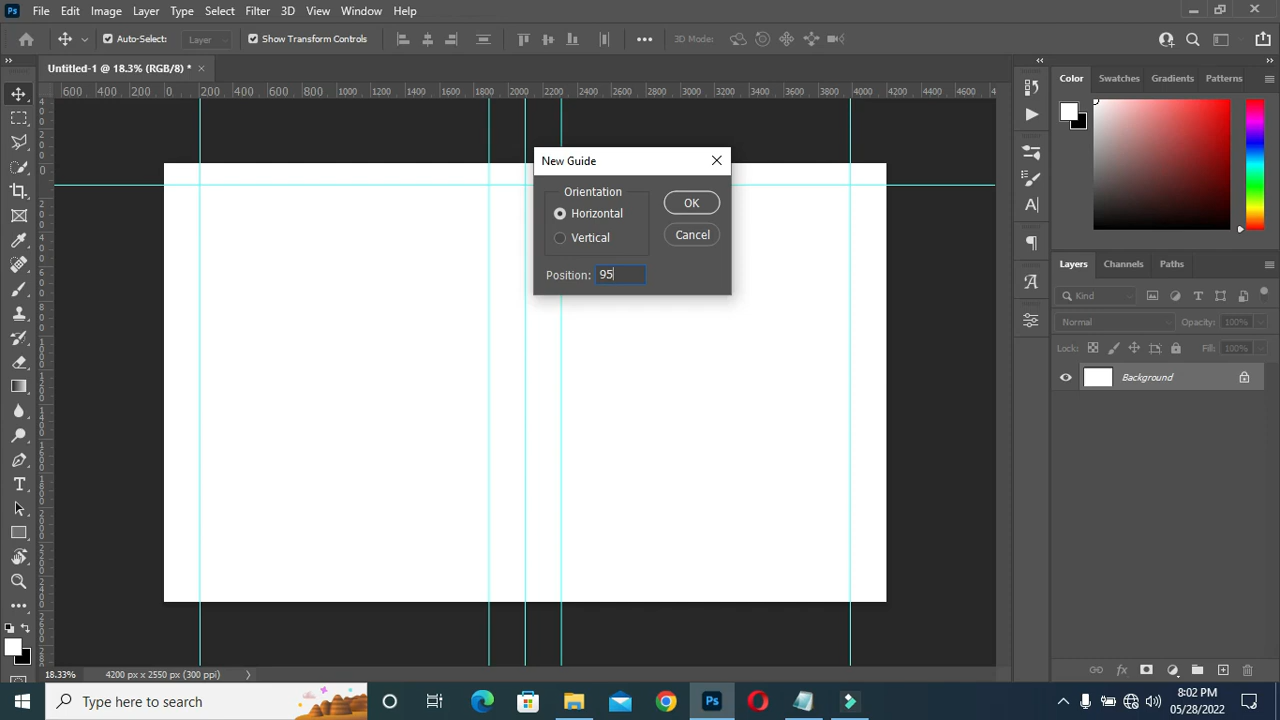 Ps File Edit Image Layer Type Select Filter 3D View Window Help
Auto-Select: Layer Show Transform Controls 3D Mode:
Untitled-1 @ 18.3% (RGB/8) *
600 400 200 0 200 400 600 800 1000 1200 1400 1600 1800 2000 2200 2400 2600 2800 3000 3200 3400 3600 3800 4000 4200 4400 4600 4
Color Swatches Gradients Patterns
New Guide
Orientation
Horizontal
Vertical
OK
Cancel
Position: 95
Layers Channels Paths
Kind
Normal Opacity: 100%
Lock: Fill: 100%
Background
18.33% 4200 px x 2550 px (300 ppi)
Type here to search
Ps
8:02 PM
05/28/2022